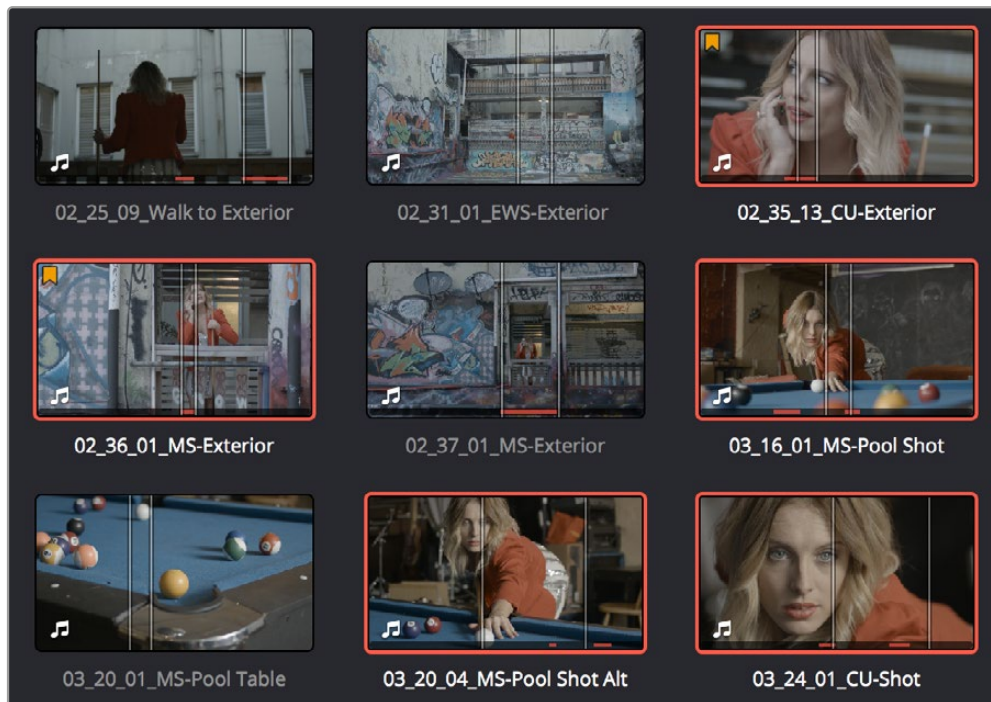 02_25_09_Walk to Exterior
02_31_01_EWS-Exterior
02_35_13_CU-Exterior
02_36_01_MS-Exterior
02_37_01_MS-Exterior
03_16_01_MS-Pool Shot
03_20_01_MS-Pool Table
03_20_04_MS-Pool Shot Alt
03_24_01_CU-Shot